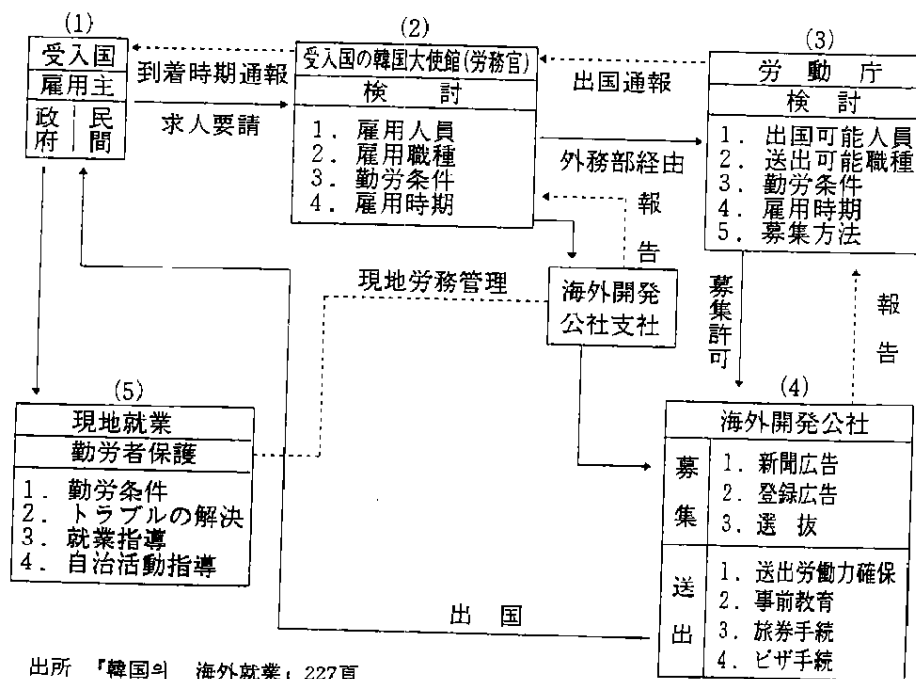 (1)
受入国
雇用主
政府
民間
到着時期通報
求人要請
(2)
受入国の韓国大使館(労務官)
検 討
1. 雇用人員
2. 雇用職種
3. 勤労条件
4. 雇用時期
出国通報
外務部経由
(3)
労 働 庁
検 討
1. 出国可能人員
2. 送出可能職種
3. 勤労条件
4. 雇用時期
5. 募集方法
報告
海外開発
公社支社
現地労務管理
募集許可
報告
(4)
海外開発公社
募集
1. 新聞広告
2. 登録広告
3. 選 抜
送出
1. 送出労働力確保
2. 事前教育
3. 旅券手続
4. ビザ手続
(5)
現地就業
勤労者保護
1. 勤労条件
2. トラブルの解決
3. 就業指導
4. 自治活動指導
出 国
出所 『韓国의 海外就業』227頁